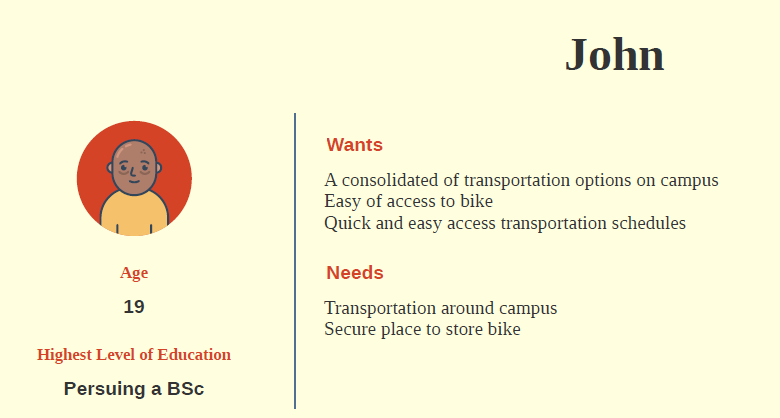 John
Age
19
Highest Level of Education
Persuing a BSc
Wants
A consolidated of transportation options on campus
Easy of access to bike
Quick and easy access transportation schedules
Needs
Transportation around campus
Secure place to store bike